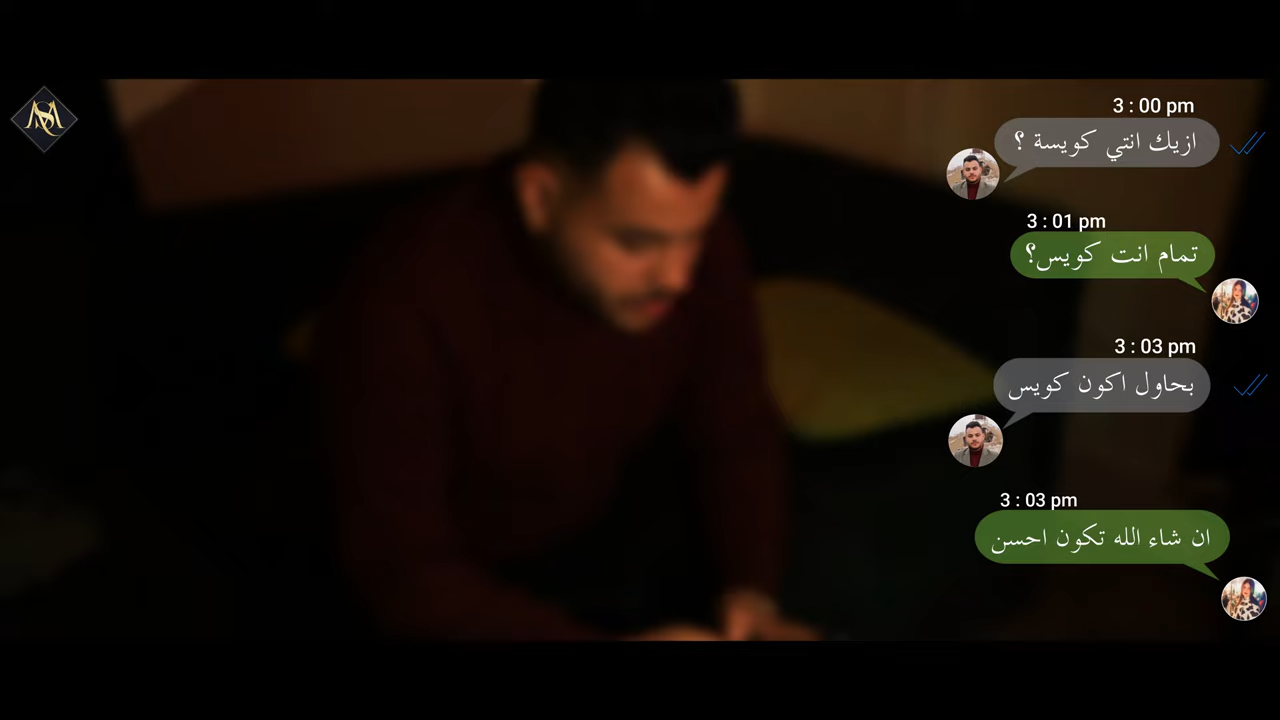 3 : 00 pm
ازيك انتي كويسة ؟
3 : 01 pm
تمام انت كويس؟
3 : 03 pm
بحاول اكون كويس
3 : 03 pm
ان شاء الله تكون احسن